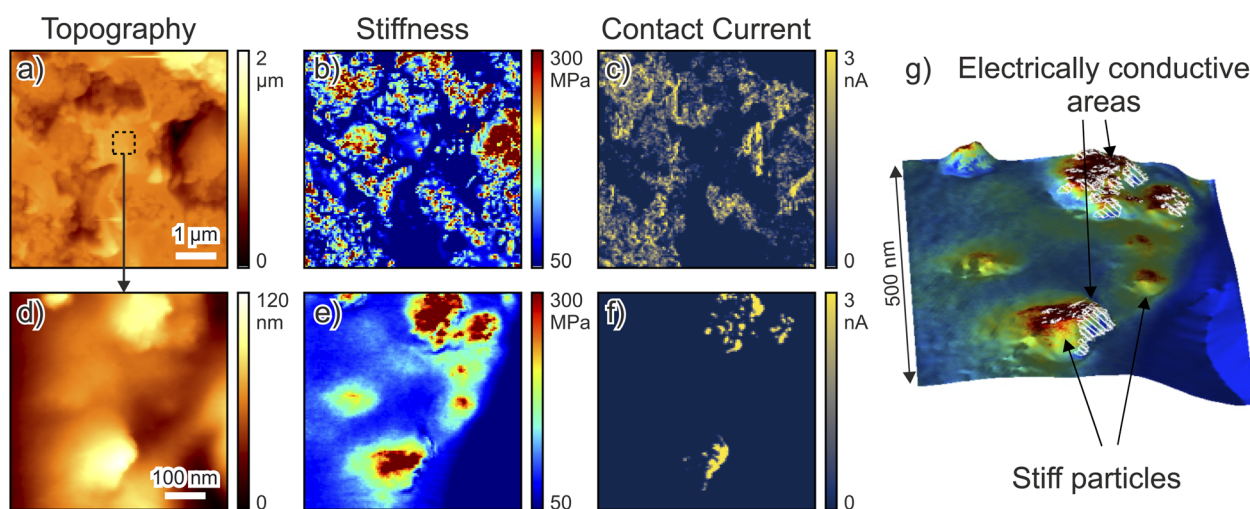 Topography
Stiffness
Contact Current
a)
2
µm
0
1 µm
b)
300
MPa
50
c)
3
nA
0
d)
120
nm
0
100 nm
e)
300
MPa
50
f)
3
nA
0
g)
Electrically conductive
areas
500 nm
Stiff particles